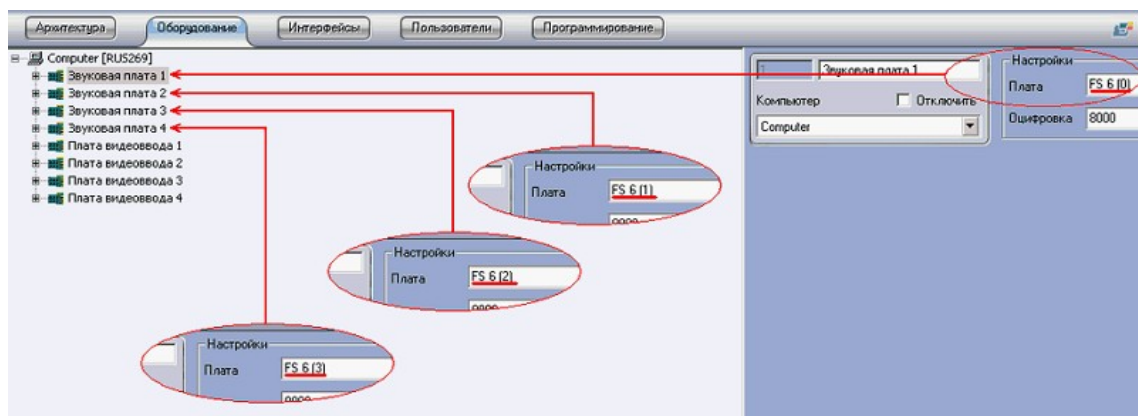 Архитектура Оборудование Интерфейсы Пользователи Программирование
Computer [RUS269]
Звуковая плата 1
Звуковая плата 2
Звуковая плата 3
Звуковая плата 4
Плата видеоввода 1
Плата видеоввода 2
Плата видеоввода 3
Плата видеоввода 4
1 Звуковая плата 1
Компьютер Отключить
Computer
Настройки
Плата FS 6 (0)
Оцифровка 8000
Настройки
Плата FS 6 (1)
Настройки
Плата FS 6 (2)
Настройки
Плата FS 6 (3)